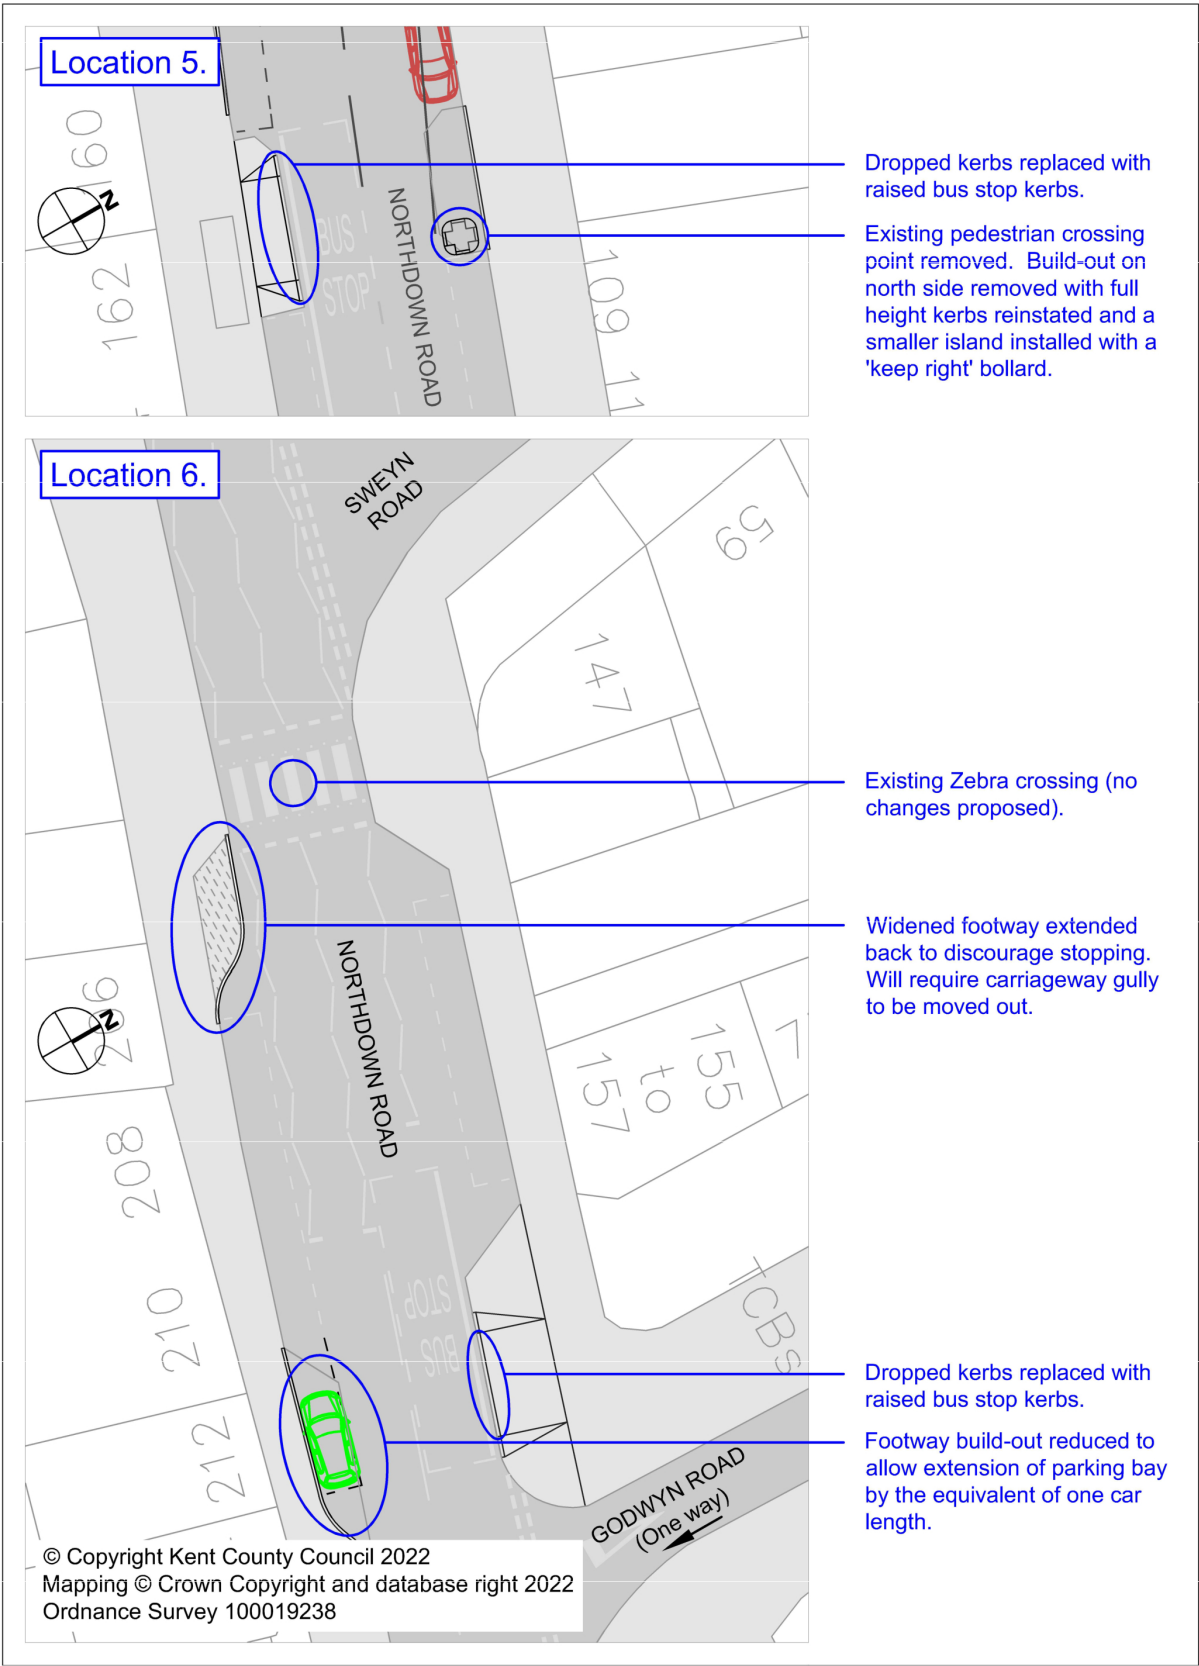 Location 5.
160
N
162
BUS
STOP
NORTHDOWN ROAD
109
11
Dropped kerbs replaced with
raised bus stop kerbs.
Existing pedestrian crossing
point removed.  Build-out on
north side removed with full
height kerbs reinstated and a
smaller island installed with a
'keep right' bollard.
Location 6.
SWEYN
ROAD
59
147
Existing Zebra crossing (no
changes proposed).
Widened footway extended
back to discourage stopping.
Will require carriageway gully
to be moved out.
206
N
NORTHDOWN ROAD
155
to
157
208
210
212
BUS
STOP
TCBs
Dropped kerbs replaced with
raised bus stop kerbs.
Footway build-out reduced to
allow extension of parking bay
by the equivalent of one car
length.
GODWYN ROAD
(One way)
© Copyright Kent County Council 2022
Mapping © Crown Copyright and database right 2022
Ordnance Survey 100019238